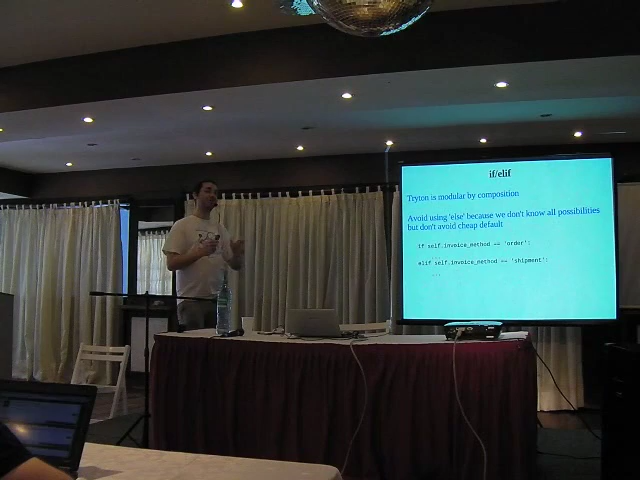 if/elif
Tryton is modular by composition
Avoid using 'else' because we don't know all possibilities
but don't avoid cheap default
if self.invoice_method == 'order':
...
elif self.invoice_method == 'shipment':
...